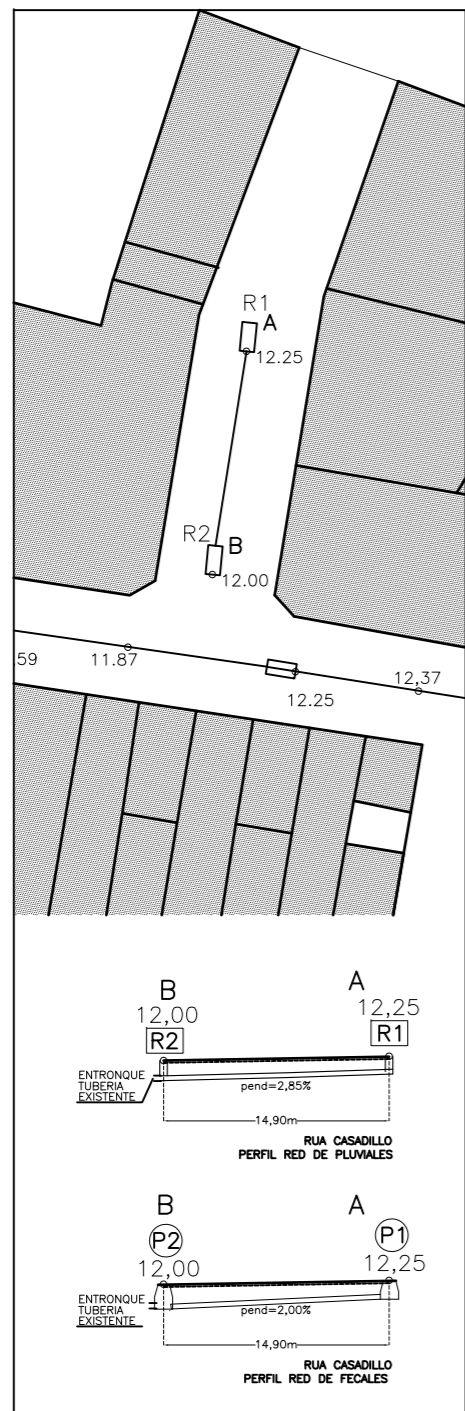 R1
A
12.25
R2
B
12.00
,59
11.87
12.25
12,37
B
A
12,00
12,25
R2
R1
ENTRONQUE
TUBERIA
EXISTENTE
pend=2,85%
14,90m
RUA CASADILLO
PERFIL RED DE PLUVIALES
B
A
P2
P1
12,00
12,25
ENTRONQUE
TUBERIA
EXISTENTE
pend=2,00%
14,90m
RUA CASADILLO
PERFIL RED DE FECALES